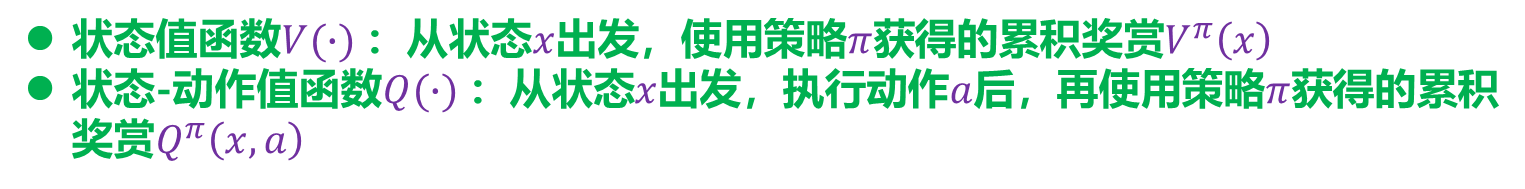 ● 状态值函数𝑉(·)：从状态𝑥出发，使用策略𝜋获得的累积奖赏𝑉^𝜋(𝑥)
● 状态-动作值函数𝑄(·)：从状态𝑥出发，执行动作𝑎后，再使用策略𝜋获得的累积
奖赏𝑄^𝜋(𝑥,𝑎)